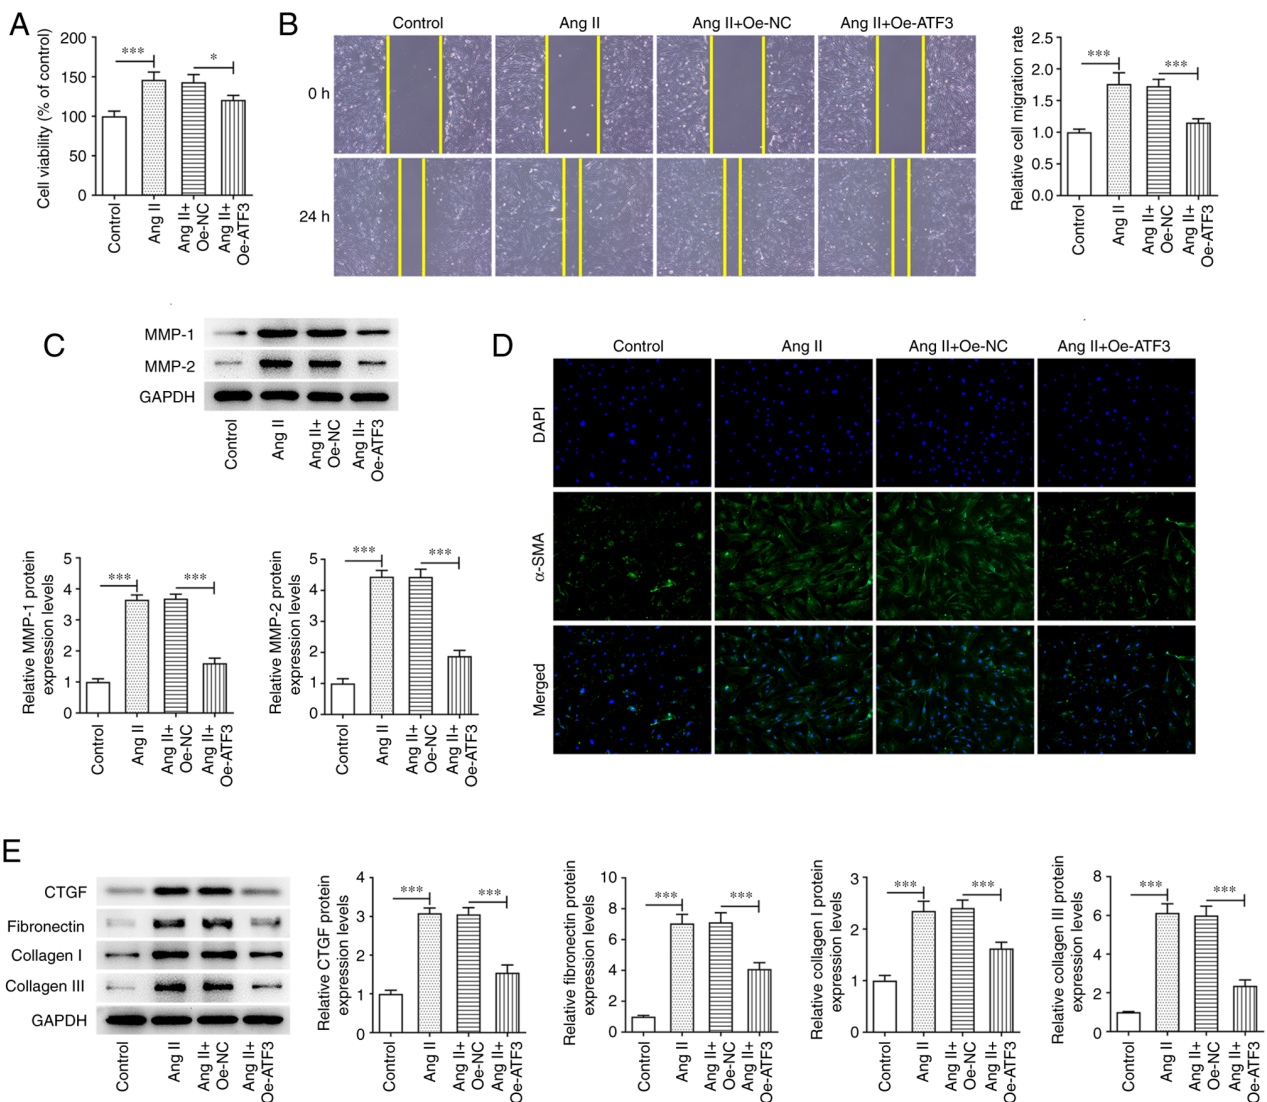 A
Cell viability (% of control)
200
150
100
50
0
***
*
Control
Ang II
Ang II+
Oe-NC
Ang II+
Oe-ATF3
B
Control
Ang II
Ang II+Oe-NC
Ang II+Oe-ATF3
0 h
24 h
Relative cell migration rate
2.5
2.0
1.5
1.0
0.5
0.0
***
***
Control
Ang II
Ang II+
Oe-NC
Ang II+
Oe-ATF3
C
MMP-1
MMP-2
GAPDH
Control
Ang II
Ang II+
Oe-NC
Ang II+
Oe-ATF3
Relative MMP-1 protein
expression levels
5
4
3
2
1
0
***
***
Control
Ang II
Ang II+
Oe-NC
Ang II+
Oe-ATF3
Relative MMP-2 protein
expression levels
5
4
3
2
1
0
***
***
Control
Ang II
Ang II+
Oe-NC
Ang II+
Oe-ATF3
D
Control
Ang II
Ang II+Oe-NC
Ang II+Oe-ATF3
DAPI
α-SMA
Merged
E
CTGF
Fibronectin
Collagen I
Collagen III
GAPDH
Control
Ang II
Ang II+
Oe-NC
Ang II+
Oe-ATF3
Relative CTGF protein
expression levels
4
3
2
1
0
***
***
Control
Ang II
Ang II+
Oe-NC
Ang II+
Oe-ATF3
Relative fibronectin protein
expression levels
10
8
6
4
2
0
***
***
Control
Ang II
Ang II+
Oe-NC
Ang II+
Oe-ATF3
Relative collagen I protein
expression levels
3
2
1
0
***
***
Control
Ang II
Ang II+
Oe-NC
Ang II+
Oe-ATF3
Relative collagen III protein
expression levels
8
6
4
2
0
***
***
Control
Ang II
Ang II+
Oe-NC
Ang II+
Oe-ATF3